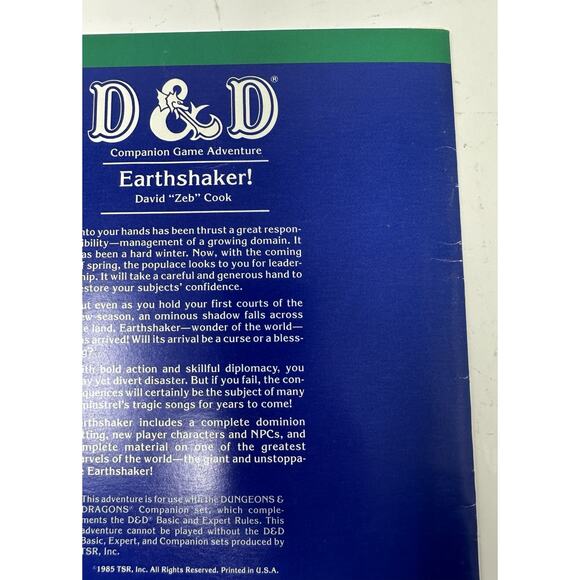 D&D®
Companion Game Adventure
Earthshaker!
David "Zeb" Cook
nto your hands has been thrust a great respon-
ibility—management of a growing domain. It
as been a hard winter. Now, with the coming
f spring, the populace looks to you for leader-
hip. It will take a careful and generous hand to
estore your subjects' confidence.
ut even as you hold your first courts of the
ew season, an ominous shadow falls across
e land. Earthshaker—wonder of the world—
s arrived! Will its arrival be a curse or a bless-
g?
th bold action and skillful diplomacy, you
y yet divert disaster. But if you fail, the con-
quences will certainly be the subject of many
minstrel's tragic songs for years to come!
rthshaker includes a complete dominion
tting, new player characters and NPCs, and
mplete material on one of the greatest
rvels of the world—the giant and unstoppa-
e Earthshaker!
This adventure is for use with the DUNGEONS &
DRAGONS® Companion set, which comple-
ments the D&D® Basic and Expert Rules. This
adventure cannot be played without the D&D
Basic, Expert, and Companion sets produced by
TSR, Inc.
©1985 TSR, Inc. All Rights Reserved. Printed in U.S.A.